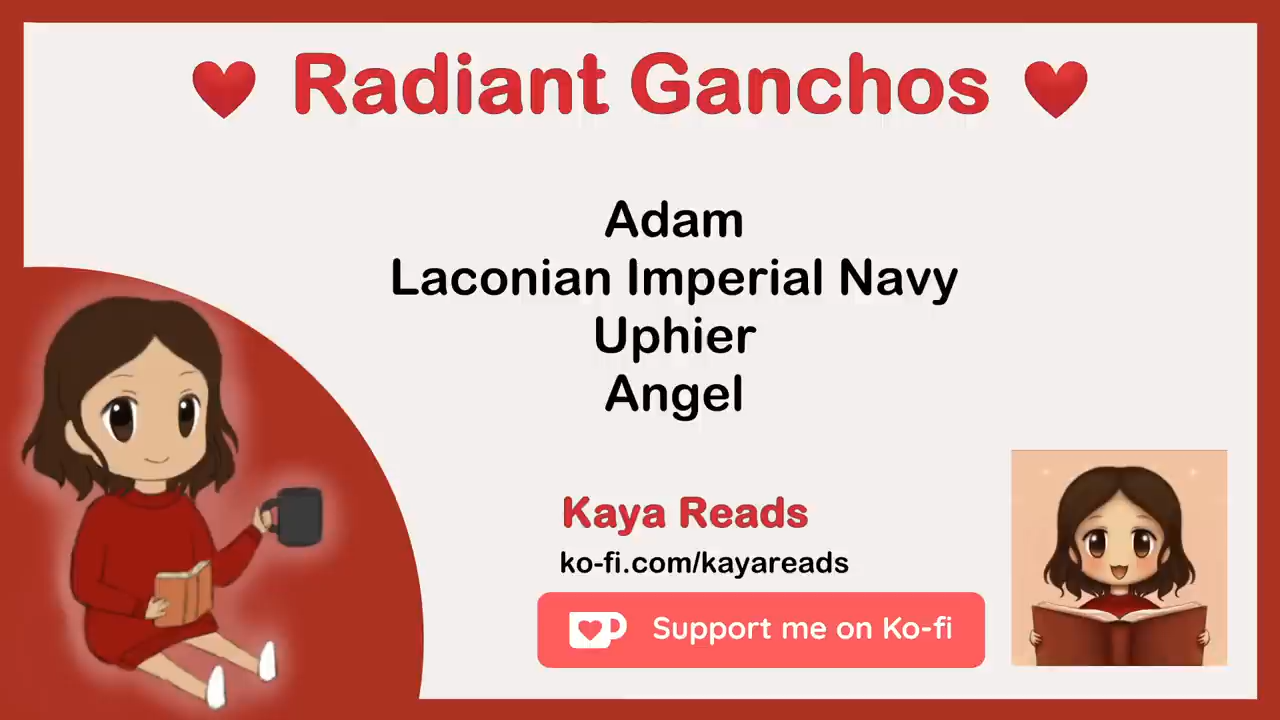 Radiant Ganchos
Adam
Laconian Imperial Navy
Uphier
Angel
Kaya Reads
ko-fi.com/kayareads
Support me on Ko-fi